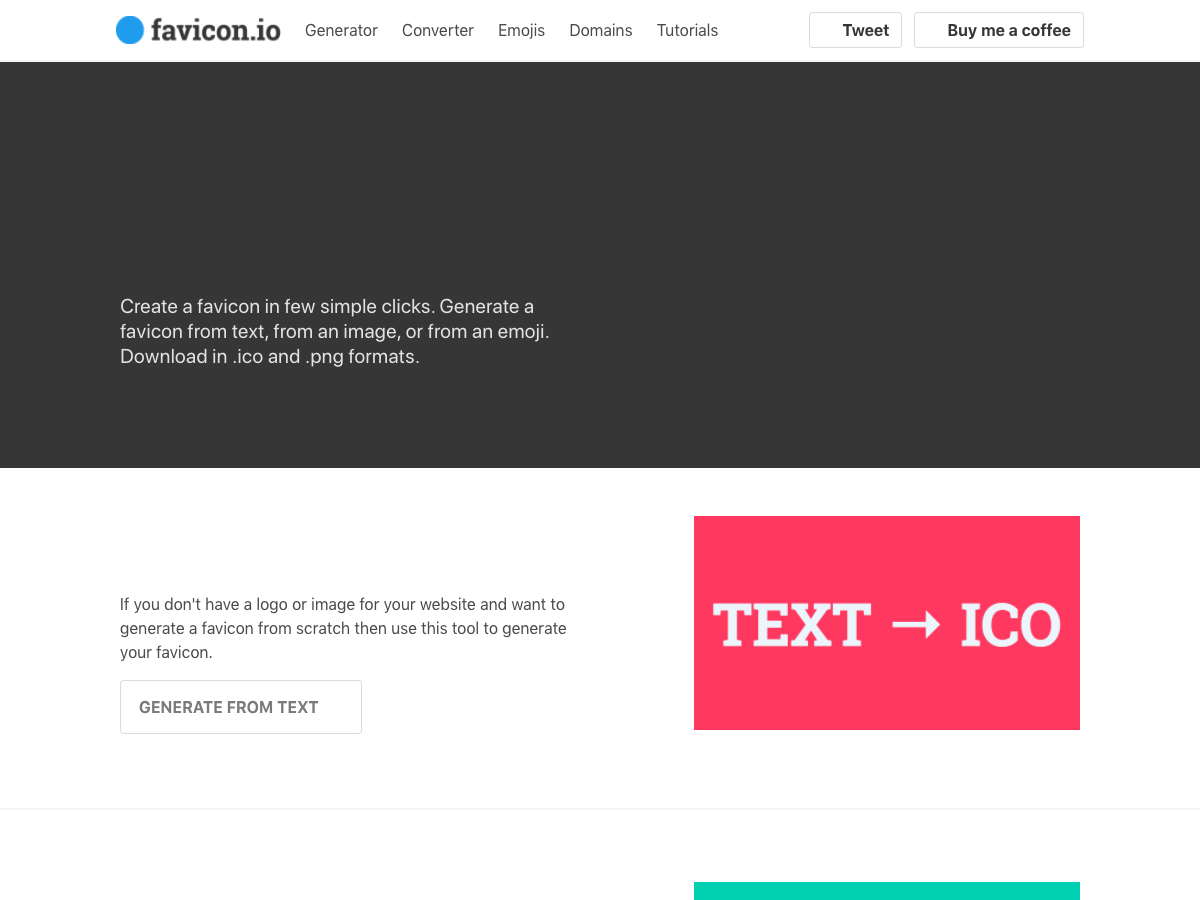 favicon.io Generator Converter Emojis Domains Tutorials Tweet Buy me a coffee
Create a favicon in few simple clicks. Generate a
favicon from text, from an image, or from an emoji.
Download in .ico and .png formats.
If you don't have a logo or image for your website and want to
generate a favicon from scratch then use this tool to generate
your favicon.
GENERATE FROM TEXT
TEXT → ICO